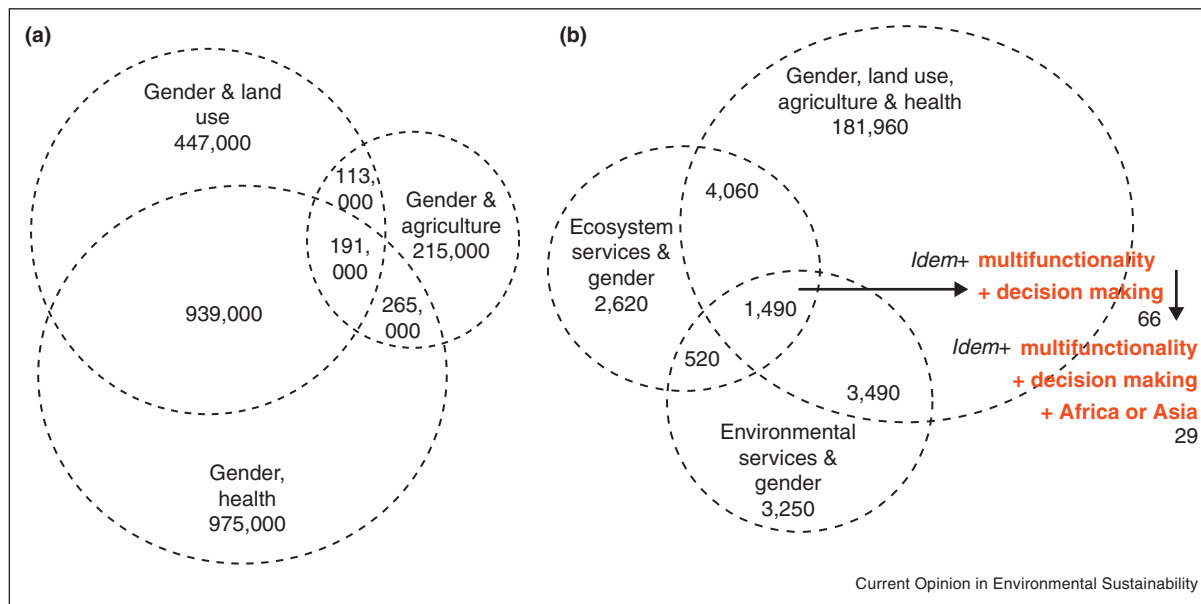 (a)
Gender & land
use
447,000
113,
000
Gender &
agriculture
215,000
191,
000
939,000
265,
000
Gender,
health
975,000
(b)
Gender, land use,
agriculture & health
181,960
4,060
Ecosystem
services &
gender
2,620
Idem+ multifunctionality
+ decision making
66
1,490
520
Idem+ multifunctionality
+ decision making
+ Africa or Asia
29
3,490
Environmental
services &
gender
3,250
Current Opinion in Environmental Sustainability